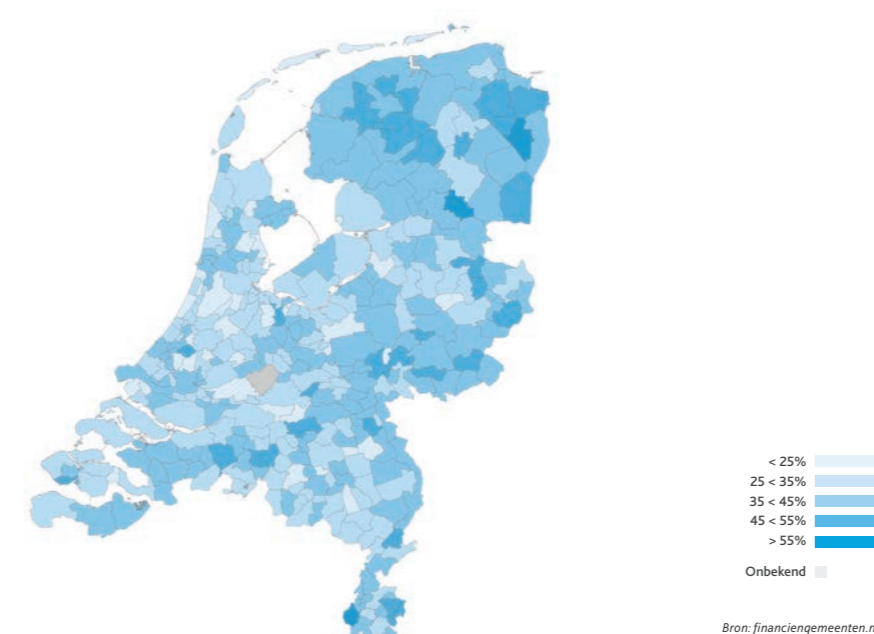 < 25%
25 < 35%
35 < 45%
45 < 55%
> 55%
Onbekend
Bron: financiengemeenten.n